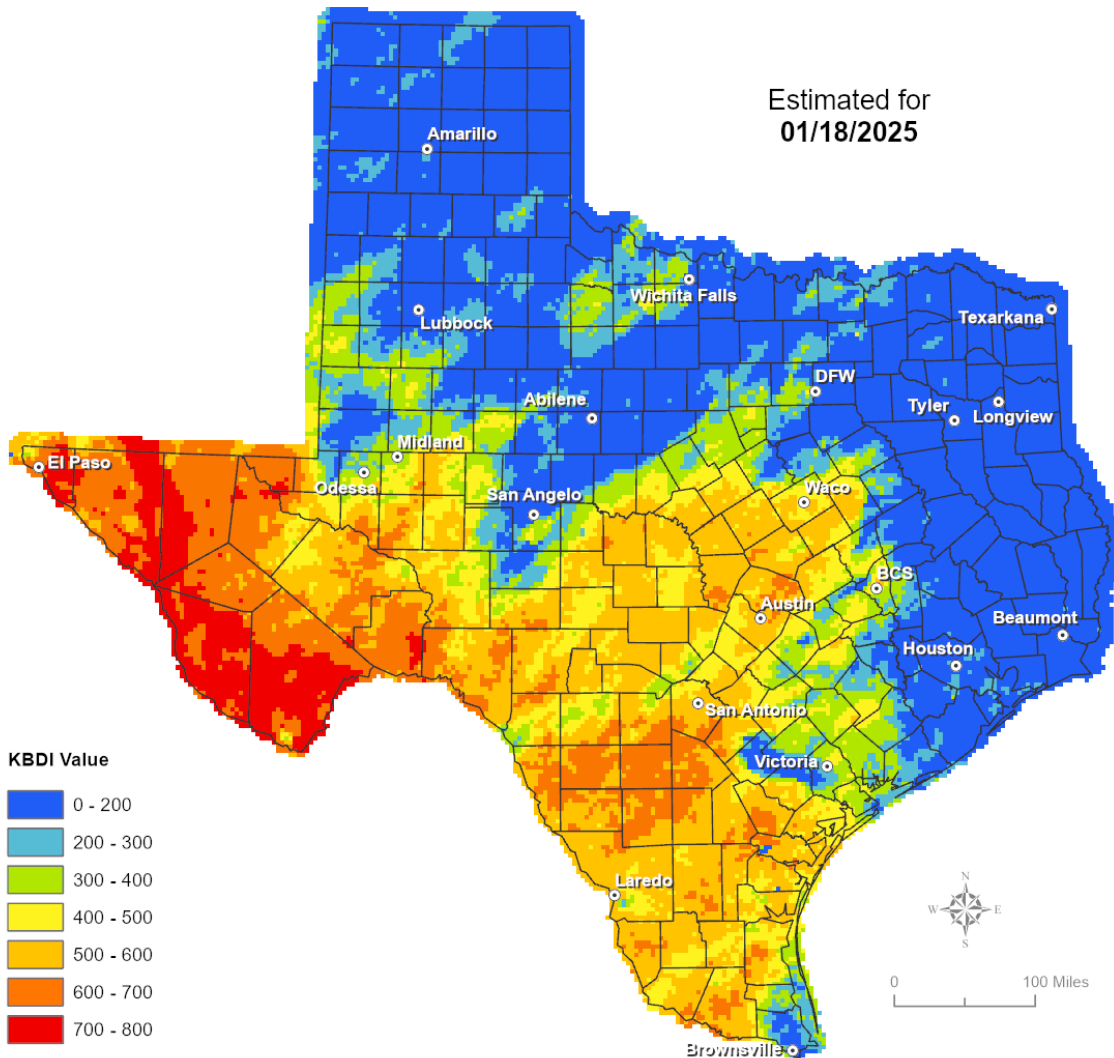 Estimated for
01/18/2025
Amarillo
Wichita Falls
Lubbock
Texarkana
DFW
Abilene
Tyler
Longview
Midland
El Paso
Odessa
San Angelo
Waco
BCS
Austin
Beaumont
Houston
San Antonio
Victoria
KBDI Value
0 - 200
200 - 300
300 - 400
400 - 500
500 - 600
600 - 700
700 - 800
Laredo
N
W E
S
0 100 Miles
Brownsville